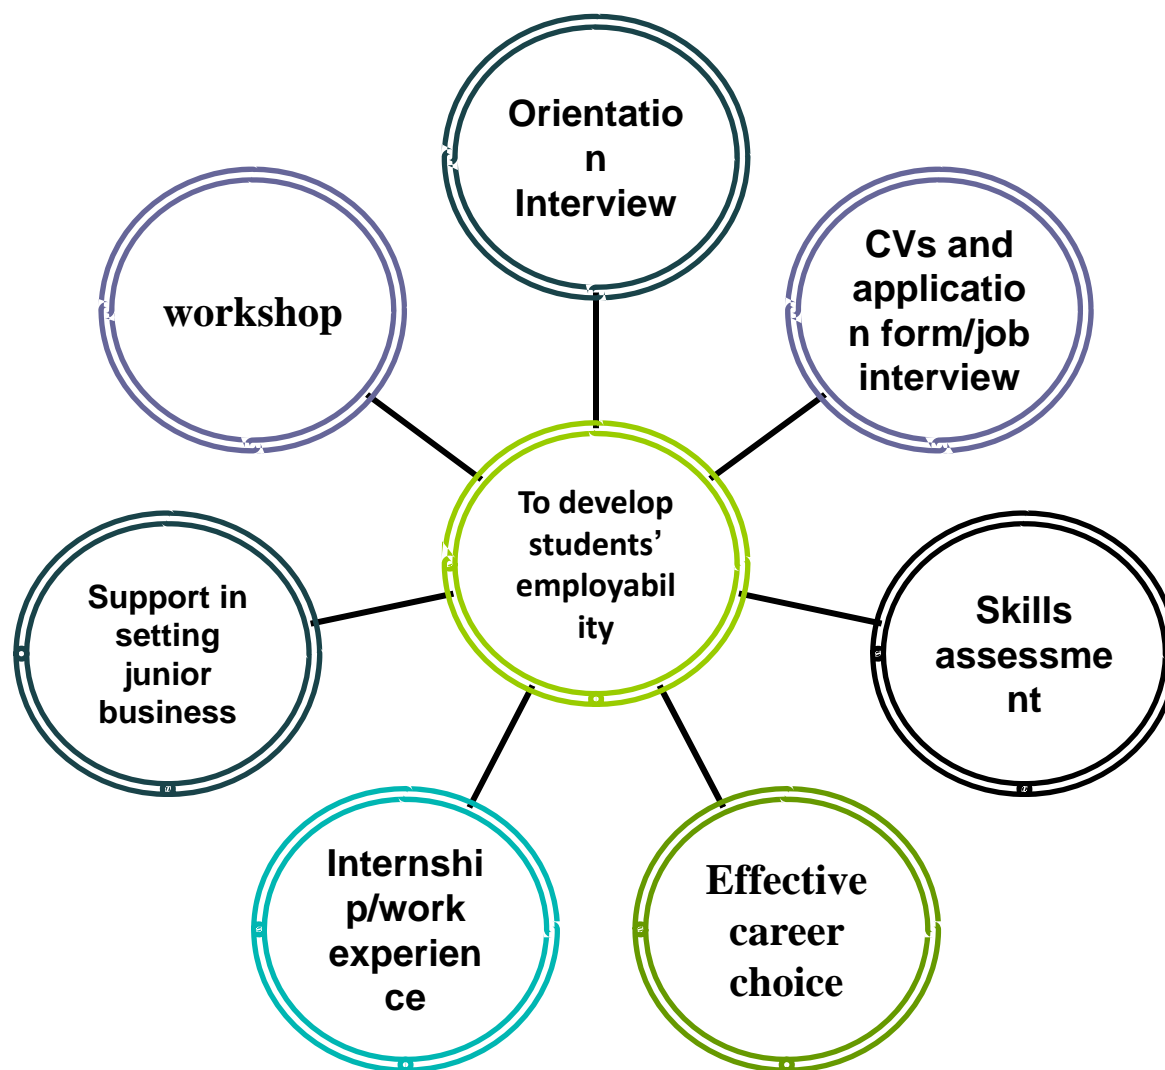 Orientatio
n
Interview
CVs and
applicatio
n form/job
interview
Skills
assessme
nt
Effective
career
choice
Internshi
p/work
experien
ce
Support in
setting
junior
business
workshop
To develop
students’
employabil
ity